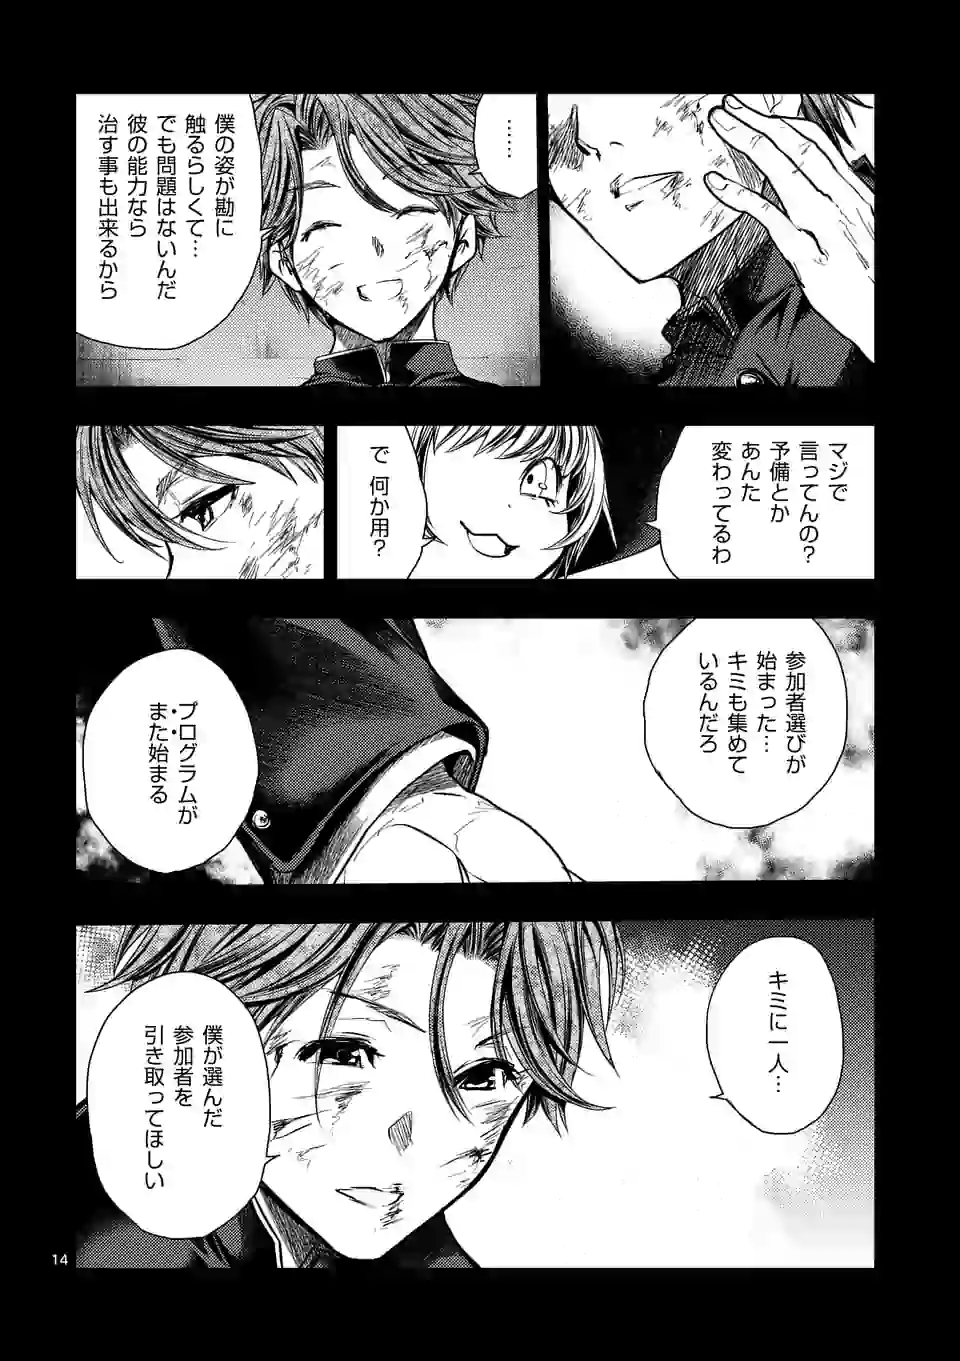 ……
僕の姿が勘に
触るらしくて…
でも問題はないんだ
彼の能力なら
治す事も出来るから
マジで
言ってんの？
予備とか
あんた
変わってるわ
で 何か用？
参加者選びが
始まった…
キミも集めて
いるんだろ
プログラムが
また始まる
キミに一人…
僕が選んだ
参加者を
引き取ってほしい
14